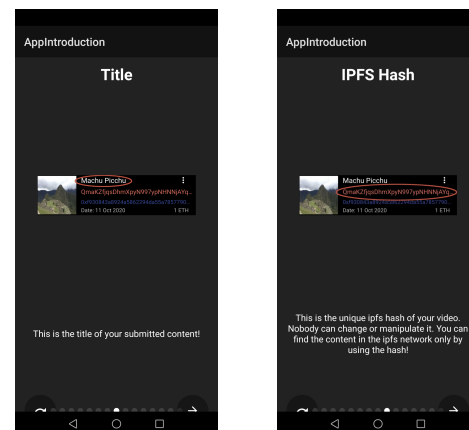 AppIntroduction
Title
Machu Picchu
Date: 11 Oct 2020 1 ETH
This is the title of your submitted content!
AppIntroduction
IPFS Hash
Machu Picchu
Date: 11 Oct 2020 1 ETH
This is the unique ipfs hash of your video.
Nobody can change or manipulate it. You can
find the content in the ipfs network only by
using the hash!